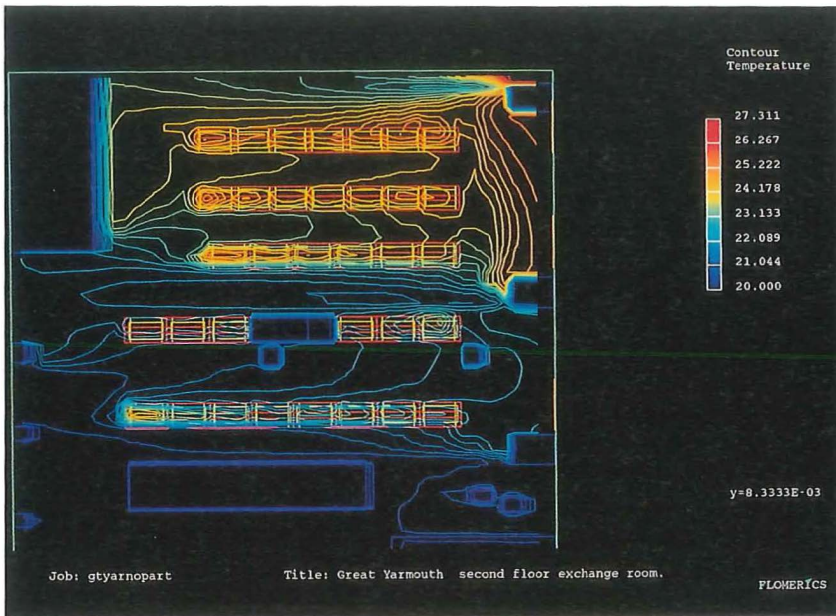 Contour
Temperature
27.311
26.267
25.222
24.178
23.133
22.089
21.044
20.000
y=8.3333E-03
Job: gtyarnopart
Title: Great Yarmouth second floor exchange room.
FLOMERICS